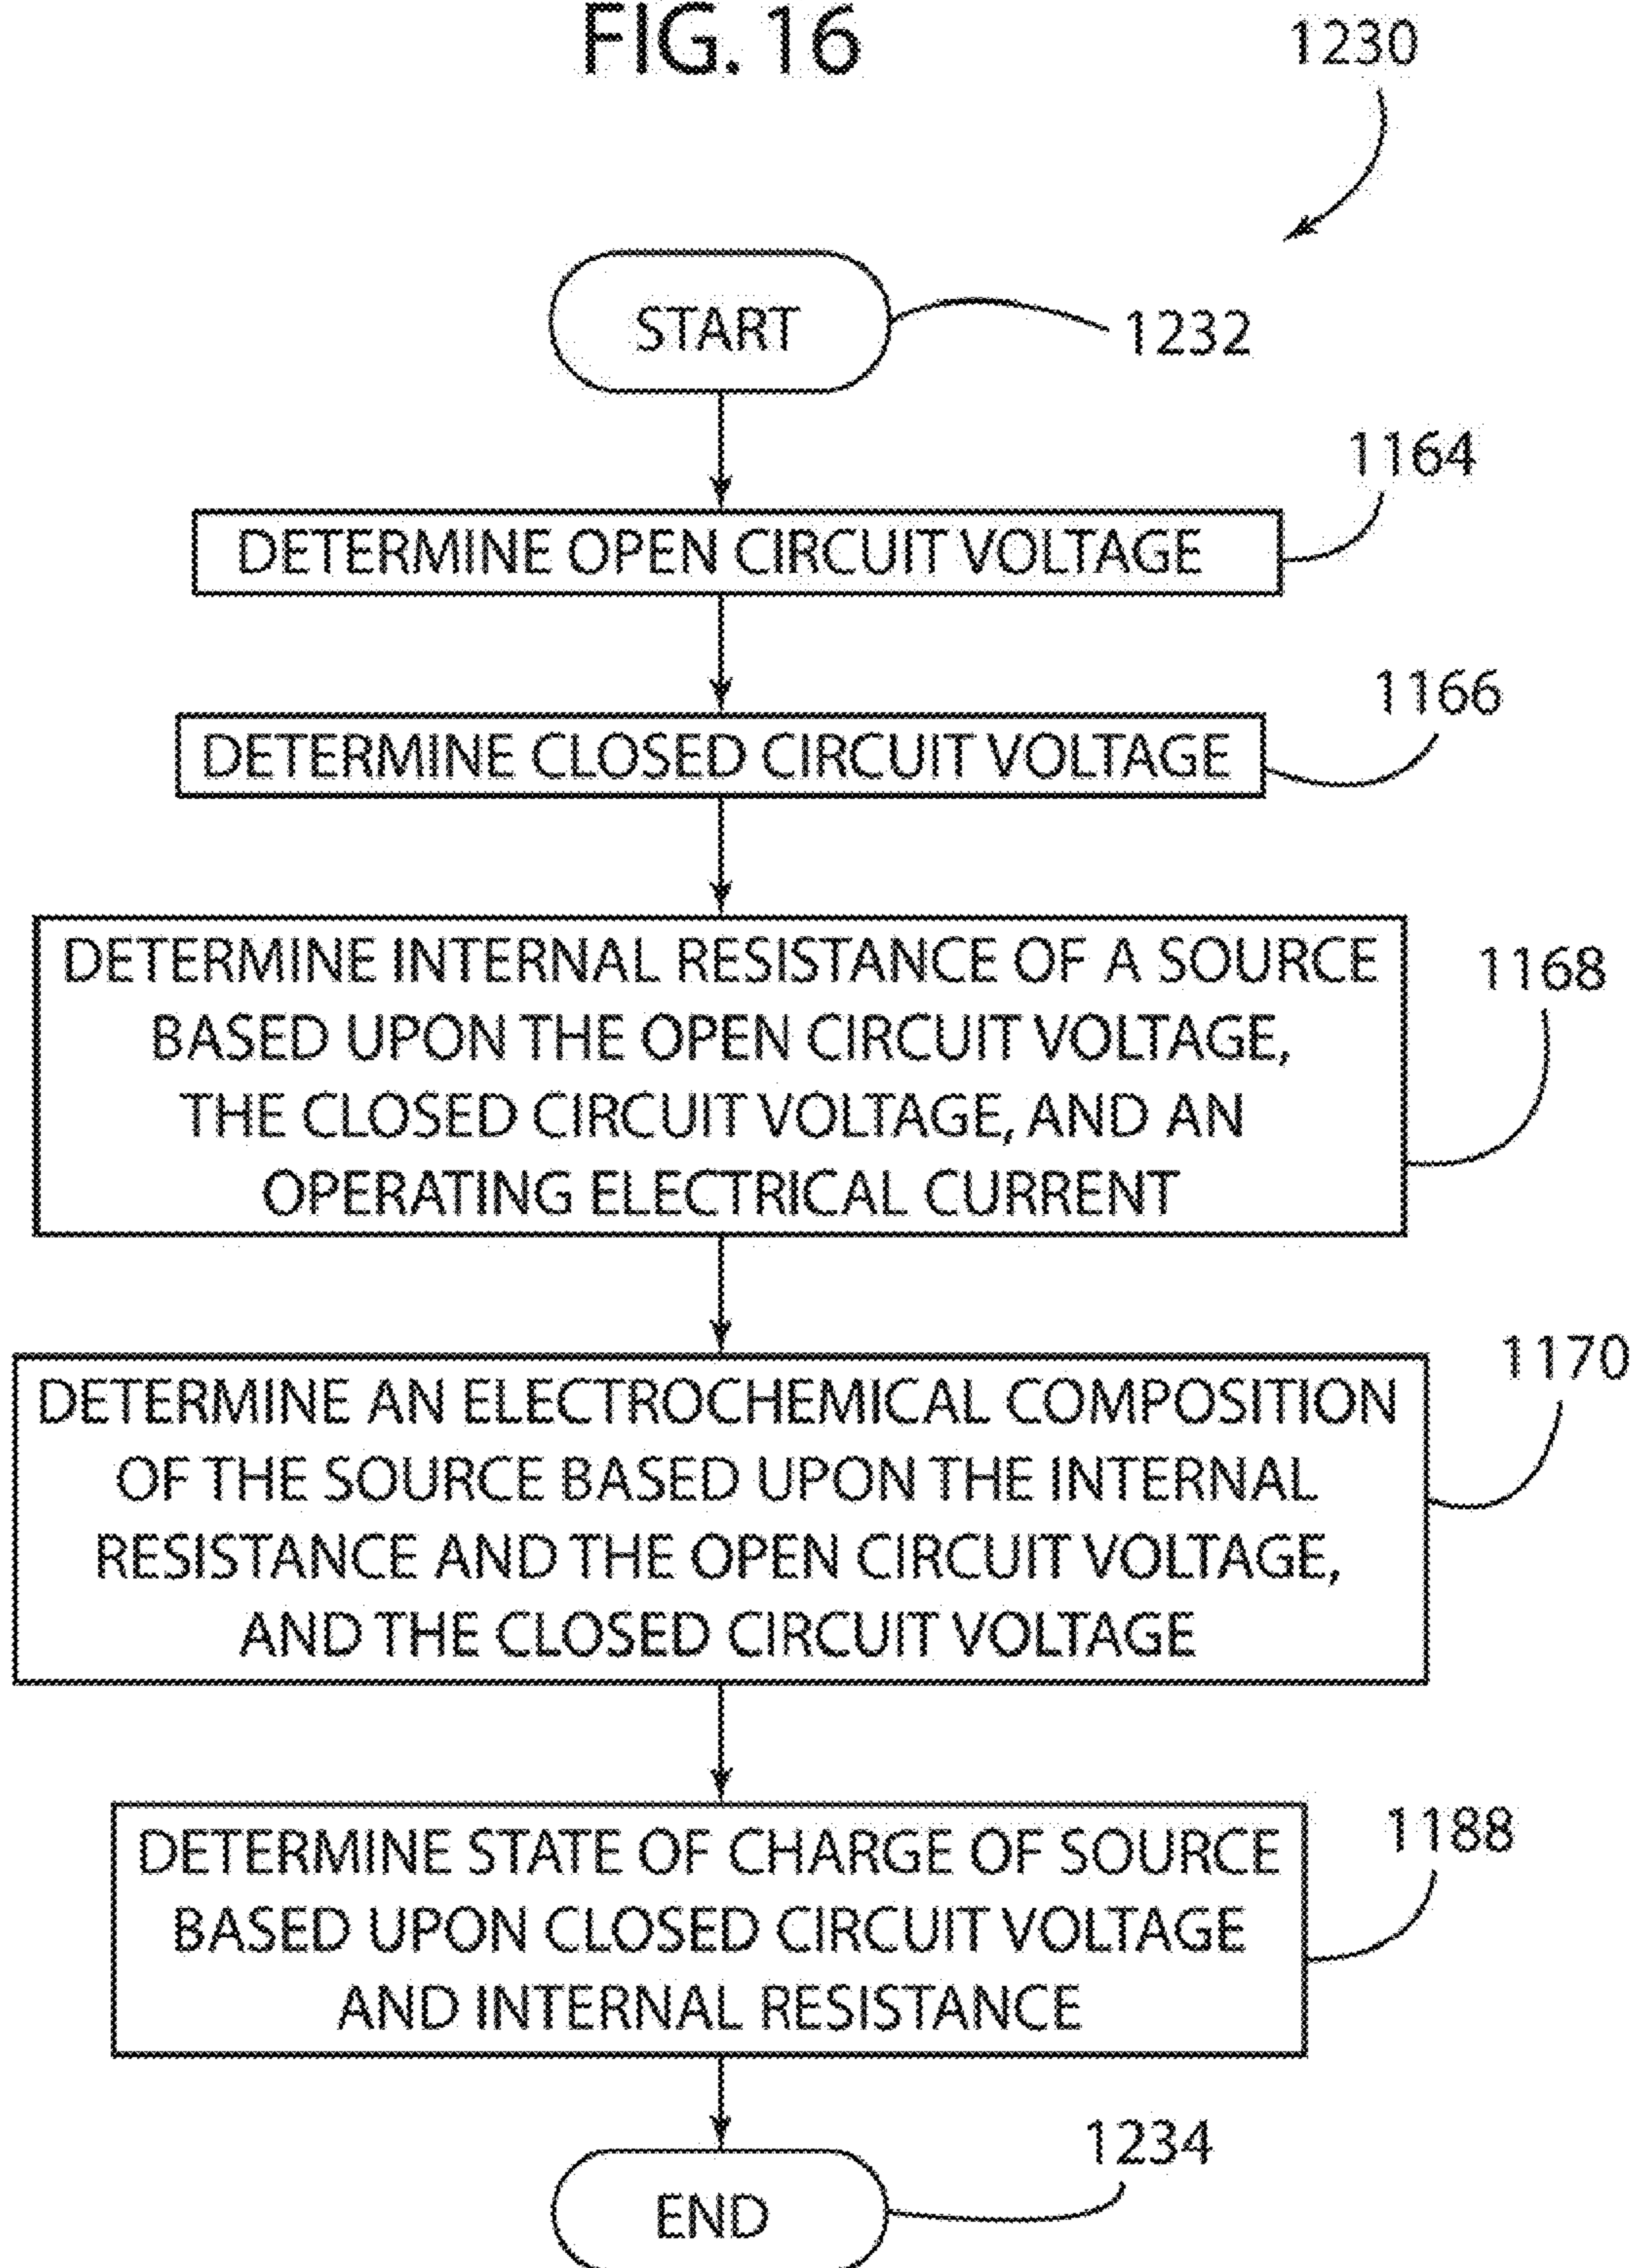 FIG. 16
1230
START
1232
1164
DETERMINE OPEN CIRCUIT VOLTAGE
1166
DETERMINE CLOSED CIRCUIT VOLTAGE
DETERMINE INTERNAL RESISTANCE OF A SOURCE
BASED UPON THE OPEN CIRCUIT VOLTAGE,
THE CLOSED CIRCUIT VOLTAGE, AND AN
OPERATING ELECTRICAL CURRENT
1168
1170
DETERMINE AN ELECTROCHEMICAL COMPOSITION
OF THE SOURCE BASED UPON THE INTERNAL
RESISTANCE AND THE OPEN CIRCUIT VOLTAGE,
AND THE CLOSED CIRCUIT VOLTAGE
1188
DETERMINE STATE OF CHARGE OF SOURCE
BASED UPON CLOSED CIRCUIT VOLTAGE
AND INTERNAL RESISTANCE
1234
END